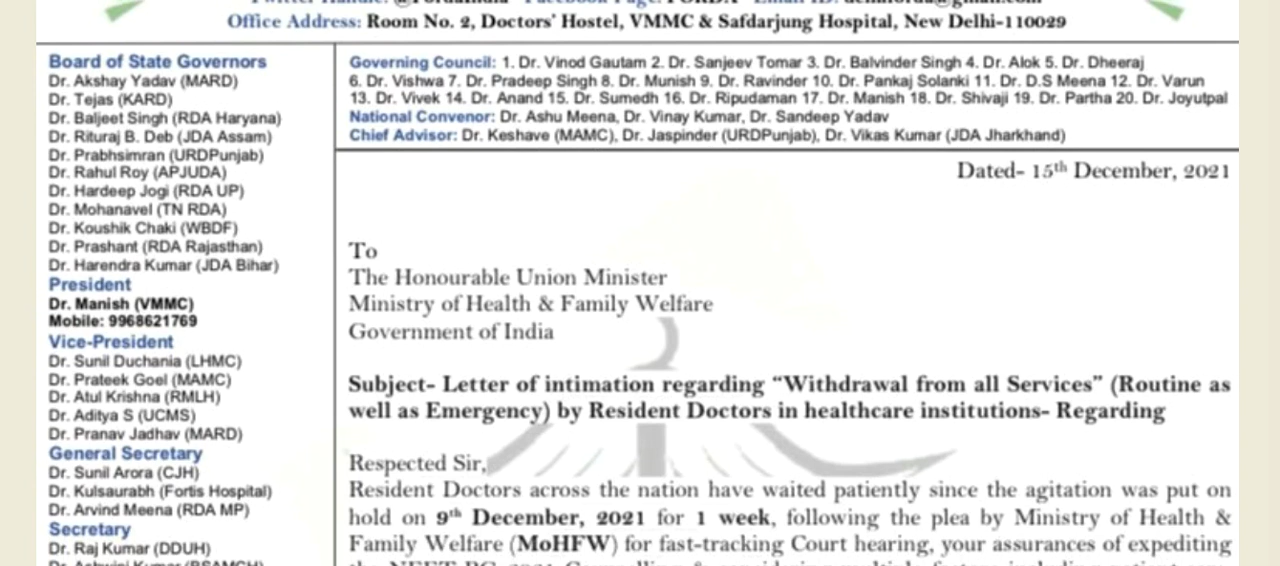 Office Address: Room No. 2, Doctors' Hostel, VMMC & Safdarjung Hospital, New Delhi-110029
Board of State Governors
Dr. Akshay Yadav (MARD)
Dr. Tejas (KARD)
Dr. Baljeet Singh (RDA Haryana)
Dr. Rituraj B. Deb (JDA Assam)
Dr. Prabhsimran (URDPunjab)
Dr. Rahul Roy (APJUDA)
Dr. Hardeep Jogi (RDA UP)
Dr. Mohanavel (TN RDA)
Dr. Koushik Chaki (WBDF)
Dr. Prashant (RDA Rajasthan)
Dr. Harendra Kumar (JDA Bihar)
President
Dr. Manish (VMMC)
Mobile: 9968621769
Vice-President
Dr. Sunil Duchania (LHMC)
Dr. Prateek Goel (MAMC)
Dr. Atul Krishna (RMLH)
Dr. Aditya S (UCMS)
Dr. Pranav Jadhav (MARD)
General Secretary
Dr. Sunil Arora (CJH)
Dr. Kulsaurabh (Fortis Hospital)
Dr. Arvind Meena (RDA MP)
Secretary
Dr. Raj Kumar (DDUH)
Governing Council: 1. Dr. Vinod Gautam 2. Dr. Sanjeev Tomar 3. Dr. Balvinder Singh 4. Dr. Alok 5. Dr. Dheeraj
6. Dr. Vishwa 7. Dr. Pradeep Singh 8. Dr. Munish 9. Dr. Ravinder 10. Dr. Pankaj Solanki 11. Dr. D.S Meena 12. Dr. Varun
13. Dr. Vivek 14. Dr. Anand 15. Dr. Sumedh 16. Dr. Ripudaman 17. Dr. Manish 18. Dr. Shivaji 19. Dr. Partha 20. Dr. Joyutpal
National Convenor: Dr. Ashu Meena, Dr. Vinay Kumar, Dr. Sandeep Yadav
Chief Advisor: Dr. Keshave (MAMC), Dr. Jaspinder (URDPunjab), Dr. Vikas Kumar (JDA Jharkhand)
Dated- 15th December, 2021
To
The Honourable Union Minister
Ministry of Health & Family Welfare
Government of India
Subject- Letter of intimation regarding “Withdrawal from all Services” (Routine as
well as Emergency) by Resident Doctors in healthcare institutions- Regarding
Respected Sir,
Resident Doctors across the nation have waited patiently since the agitation was put on
hold on 9th December, 2021 for 1 week, following the plea by Ministry of Health &
Family Welfare (MoHFW) for fast-tracking Court hearing, your assurances of expediting